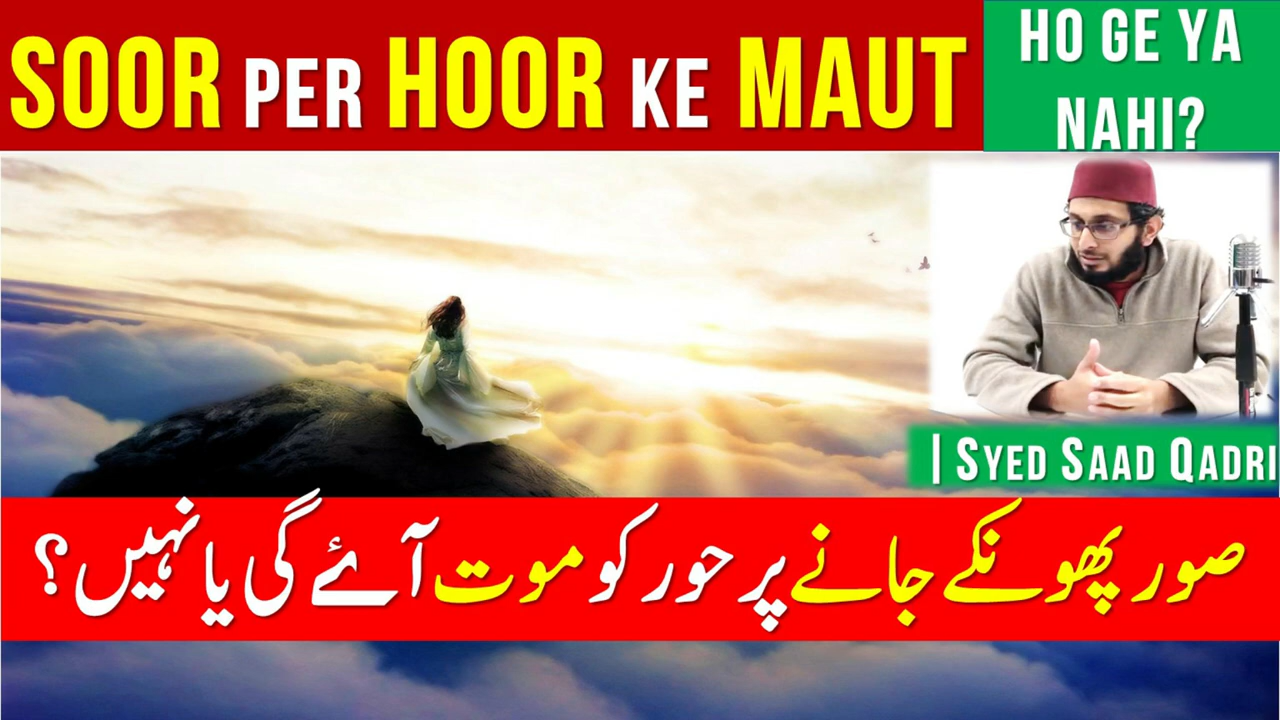 SOOR PER HOOR KE MAUT
HO GE YA
NAHI?
| SYED SAAD QADRI
صور پھونکے جانے پر حور کو موت آئے گی یا نہیں؟